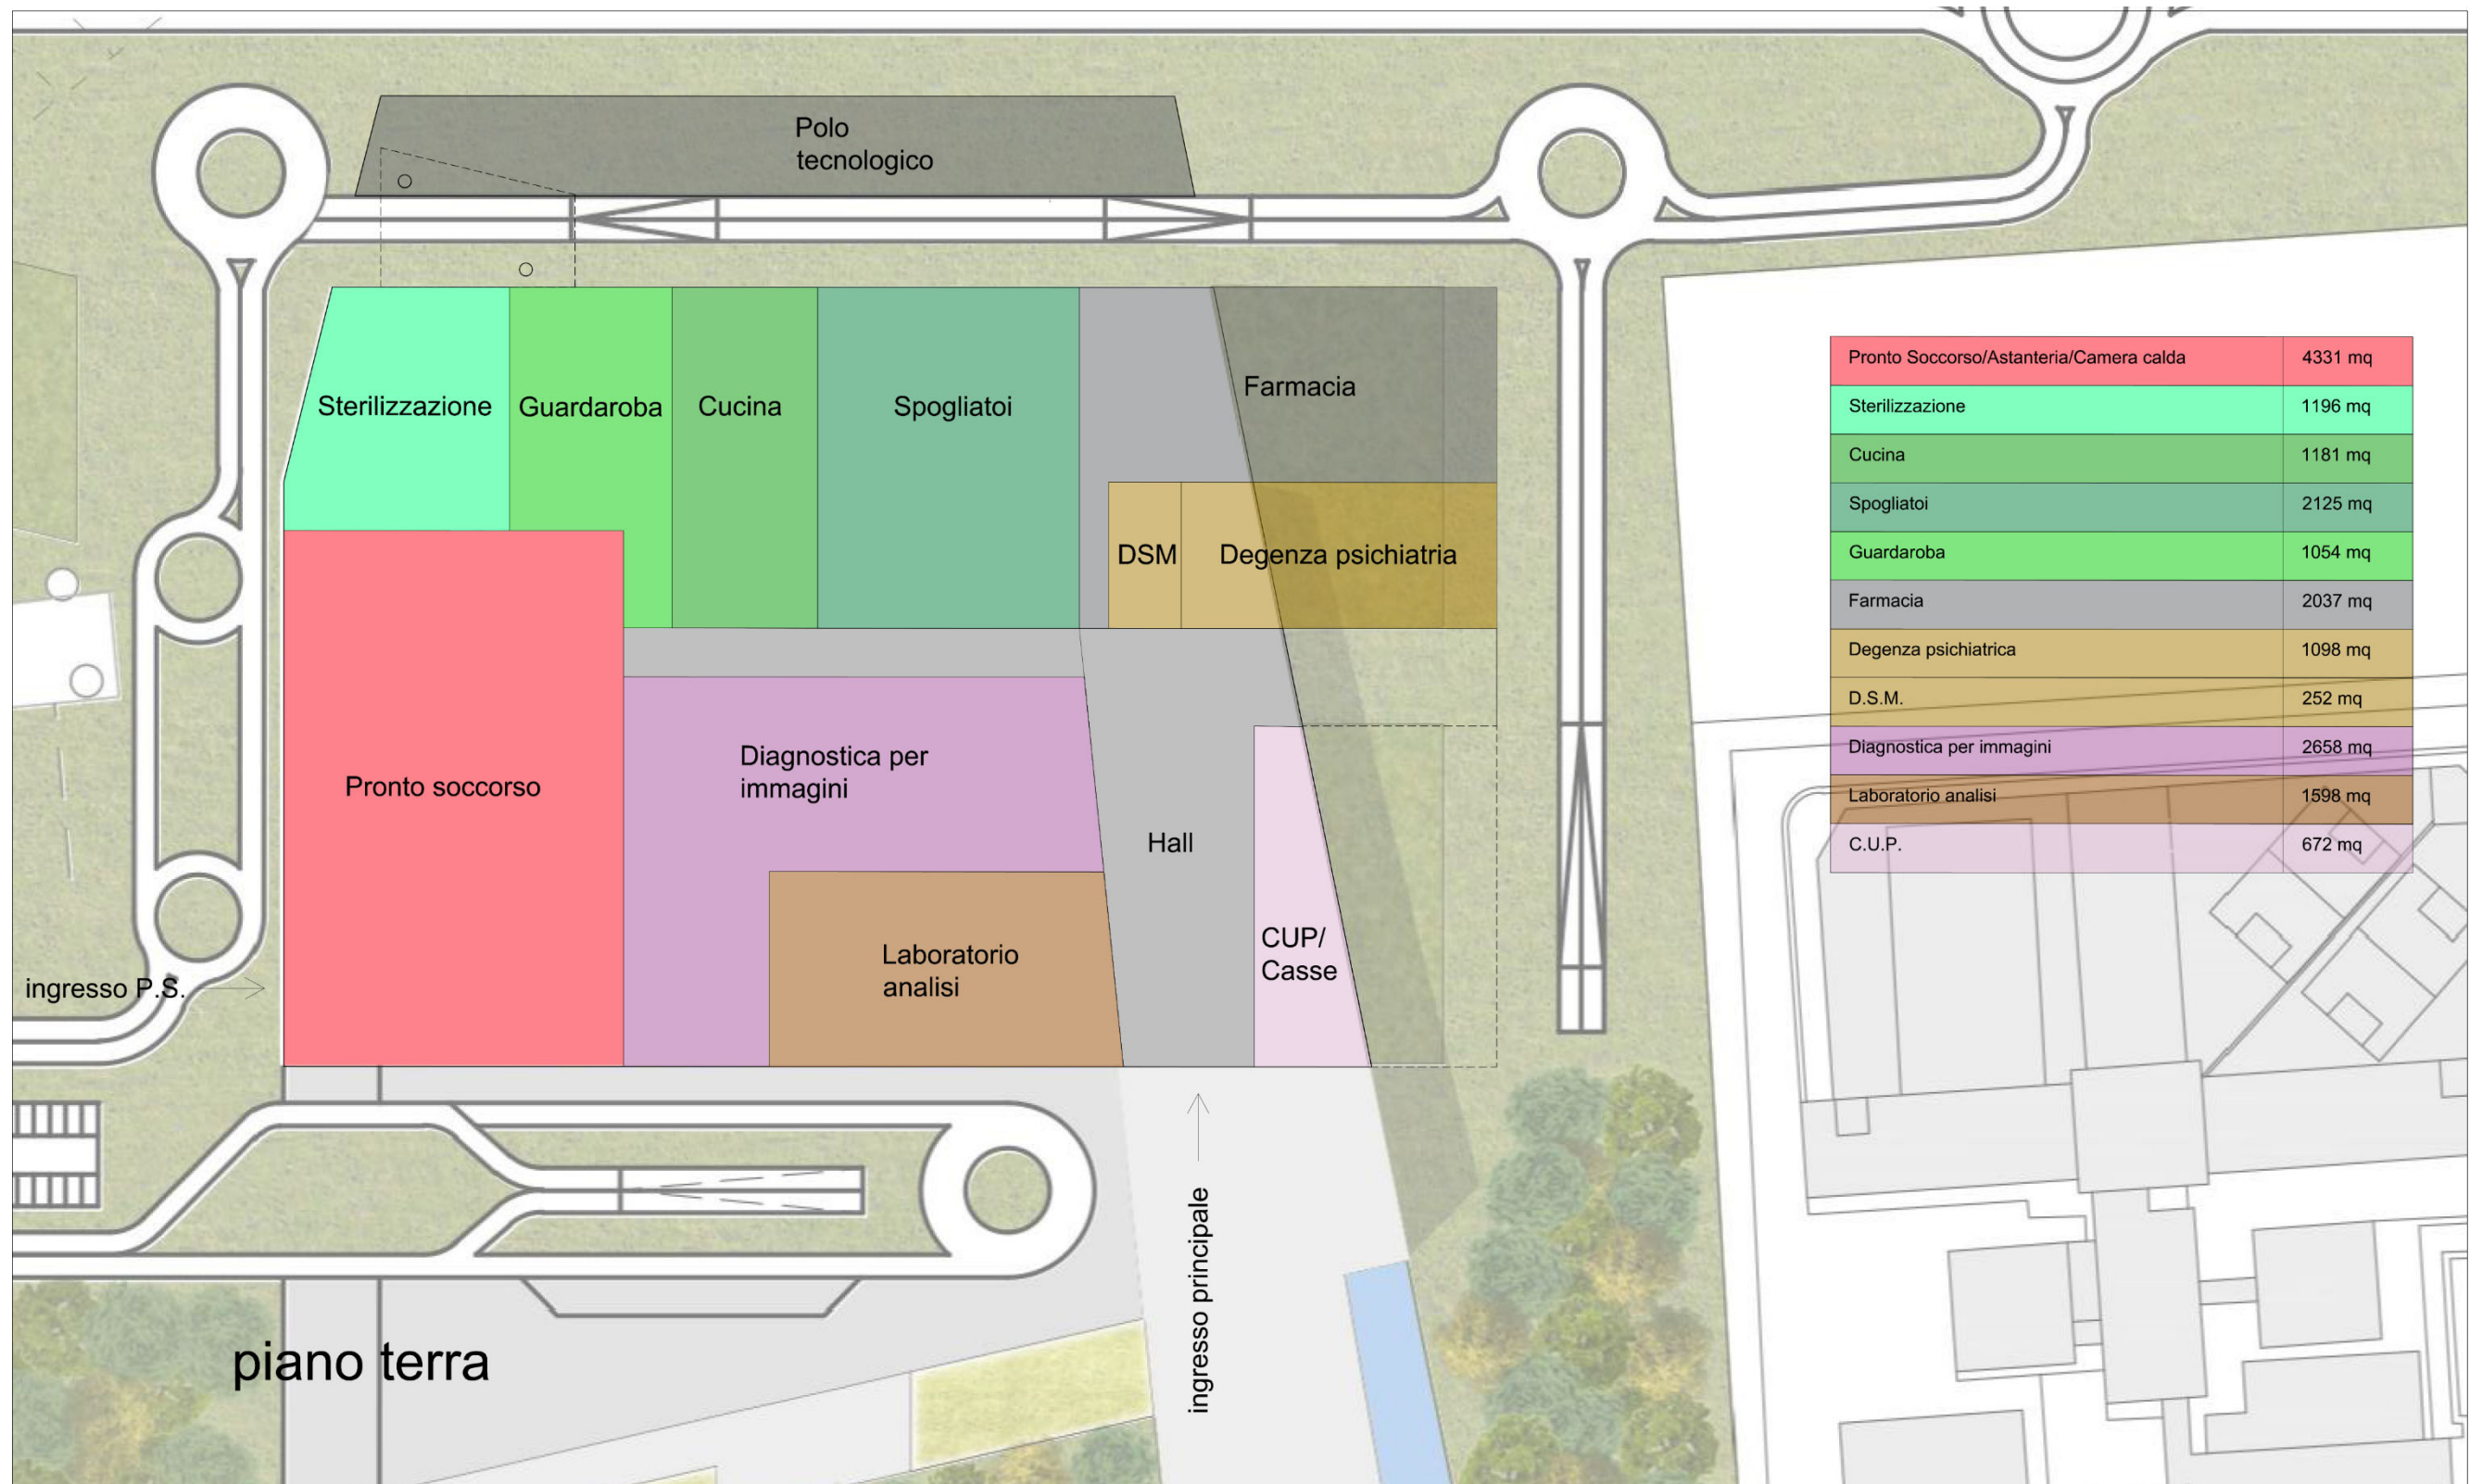 Polo
tecnologico
Sterilizzazione
Guardaroba
Cucina
Spogliatoi
Farmacia
DSM
Degenza psichiatria
Pronto soccorso
Diagnostica per
immagini
Hall
Laboratorio
analisi
CUP/
Casse
ingresso P.S.
ingresso principale
piano terra
Pronto Soccorso/Astanteria/Camera calda 4331 mq
Sterilizzazione 1196 mq
Cucina 1181 mq
Spogliatoi 2125 mq
Guardaroba 1054 mq
Farmacia 2037 mq
Degenza psichiatrica 1098 mq
D.S.M. 252 mq
Diagnostica per immagini 2658 mq
Laboratorio analisi 1598 mq
C.U.P. 672 mq